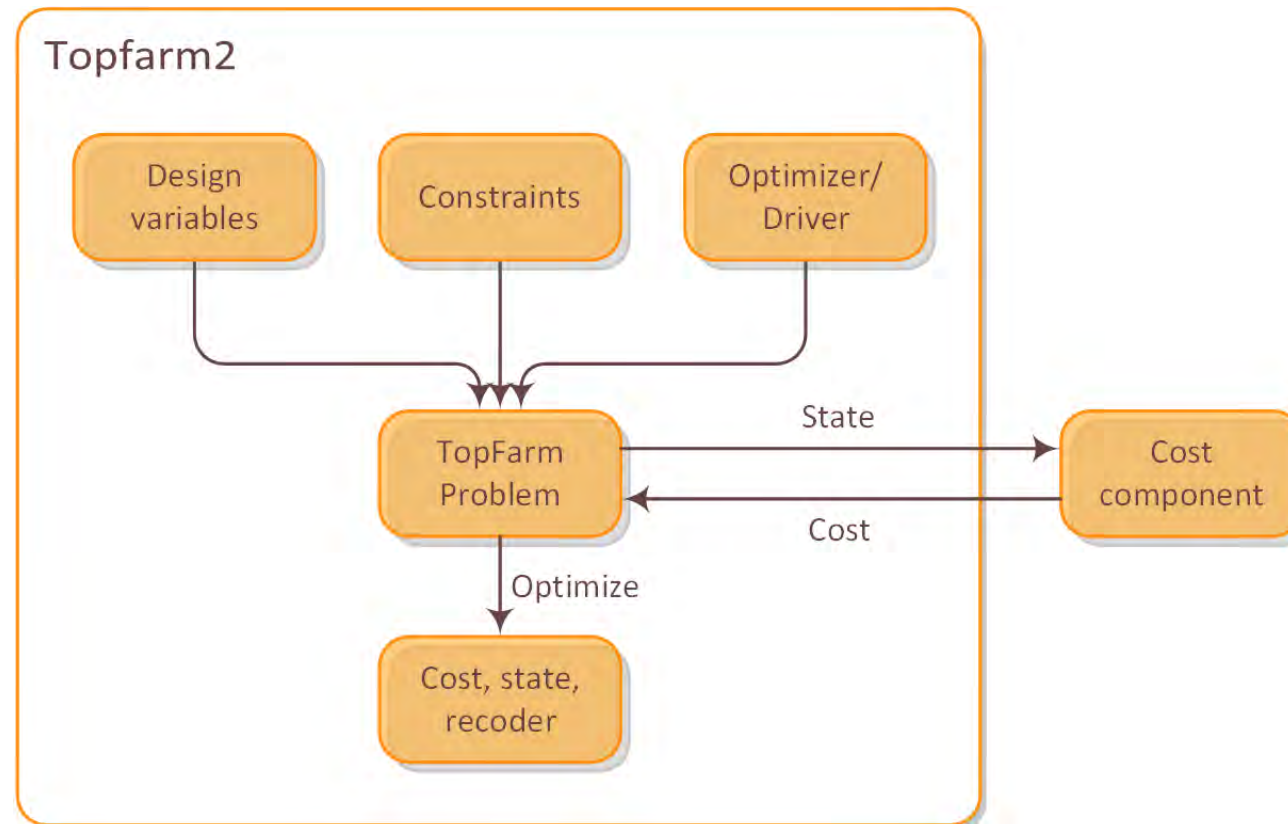 Topfarm2
Design
variables
Constraints
Optimizer/
Driver
TopFarm
Problem
State
Cost
component
Cost
Optimize
Cost, state,
recoder